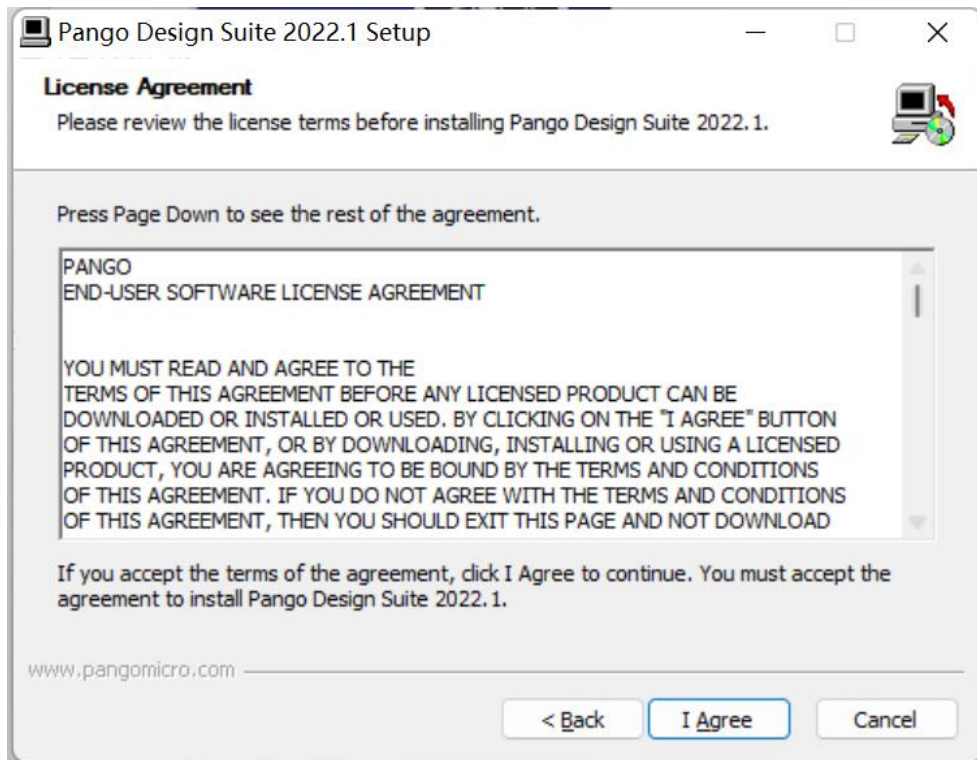 Pango Design Suite 2022.1 Setup
License Agreement
Please review the license terms before installing Pango Design Suite 2022.1.
Press Page Down to see the rest of the agreement.
PANGO
END-USER SOFTWARE LICENSE AGREEMENT
YOU MUST READ AND AGREE TO THE
TERMS OF THIS AGREEMENT BEFORE ANY LICENSED PRODUCT CAN BE
DOWNLOADED OR INSTALLED OR USED. BY CLICKING ON THE "I AGREE" BUTTON
OF THIS AGREEMENT, OR BY DOWNLOADING, INSTALLING OR USING A LICENSED
PRODUCT, YOU ARE AGREEING TO BE BOUND BY THE TERMS AND CONDITIONS
OF THIS AGREEMENT. IF YOU DO NOT AGREE WITH THE TERMS AND CONDITIONS
OF THIS AGREEMENT, THEN YOU SHOULD EXIT THIS PAGE AND NOT DOWNLOAD
If you accept the terms of the agreement, click I Agree to continue. You must accept the
agreement to install Pango Design Suite 2022.1.
www.pangomicro.com
< Back I Agree Cancel